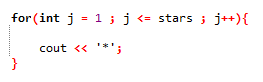 for(int j = 1 ; j <= stars ; j++){
cout << '*';
}